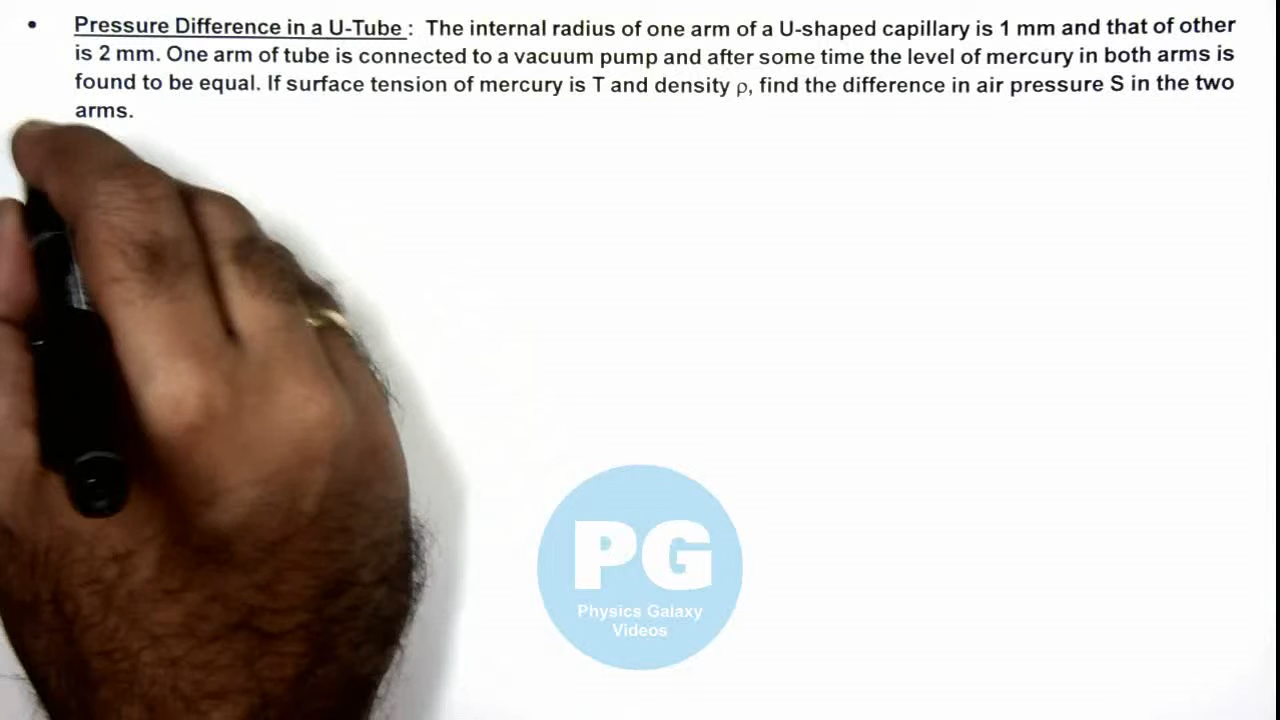 • Pressure Difference in a U-Tube : The internal radius of one arm of a U-shaped capillary is 1 mm and that of other
is 2 mm. One arm of tube is connected to a vacuum pump and after some time the level of mercury in both arms is
found to be equal. If surface tension of mercury is T and density ρ, find the difference in air pressure S in the two
arms.
PG
Physics Galaxy
Videos